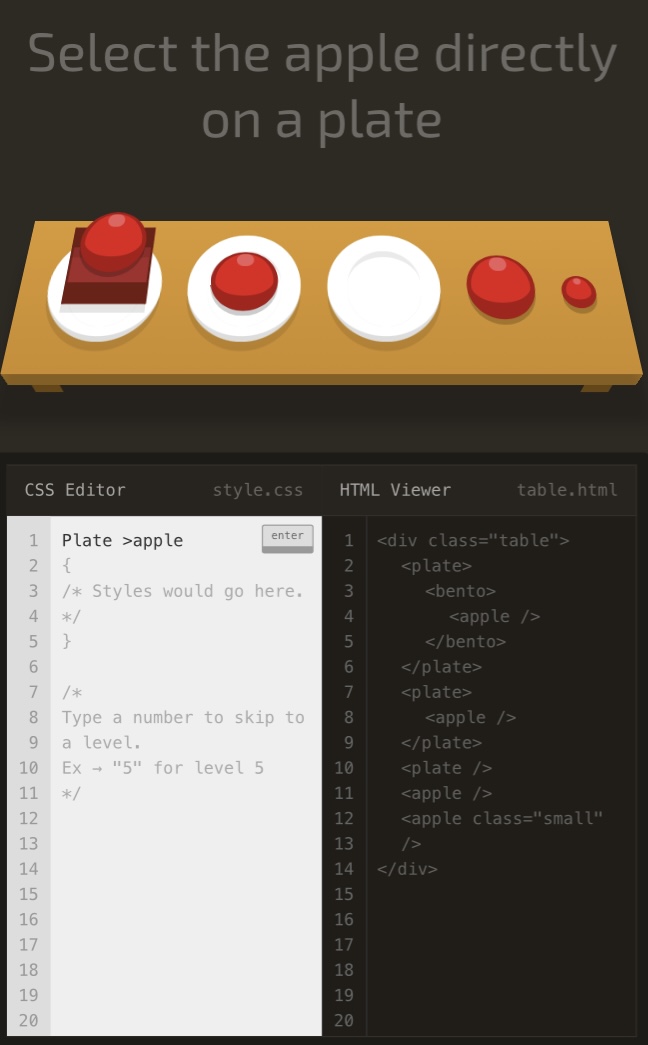 Select the apple directly
on a plate
CSS Editor
style.css
HTML Viewer
table.html
1
2
3
4
5
6
7
8
9
10
11
12
13
14
15
16
17
18
19
20
Plate >apple
enter
{
/* Styles would go here.
*/
}
/*
Type a number to skip to
a level.
Ex → "5" for level 5
*/
1
2
3
4
5
6
7
8
9
10
11
12
13
14
15
16
17
18
19
20
<div class="table">
<plate>
<bento>
<apple />
</bento>
</plate>
<plate>
<apple />
</plate>
<plate />
<apple />
<apple class="small"
/>
</div>